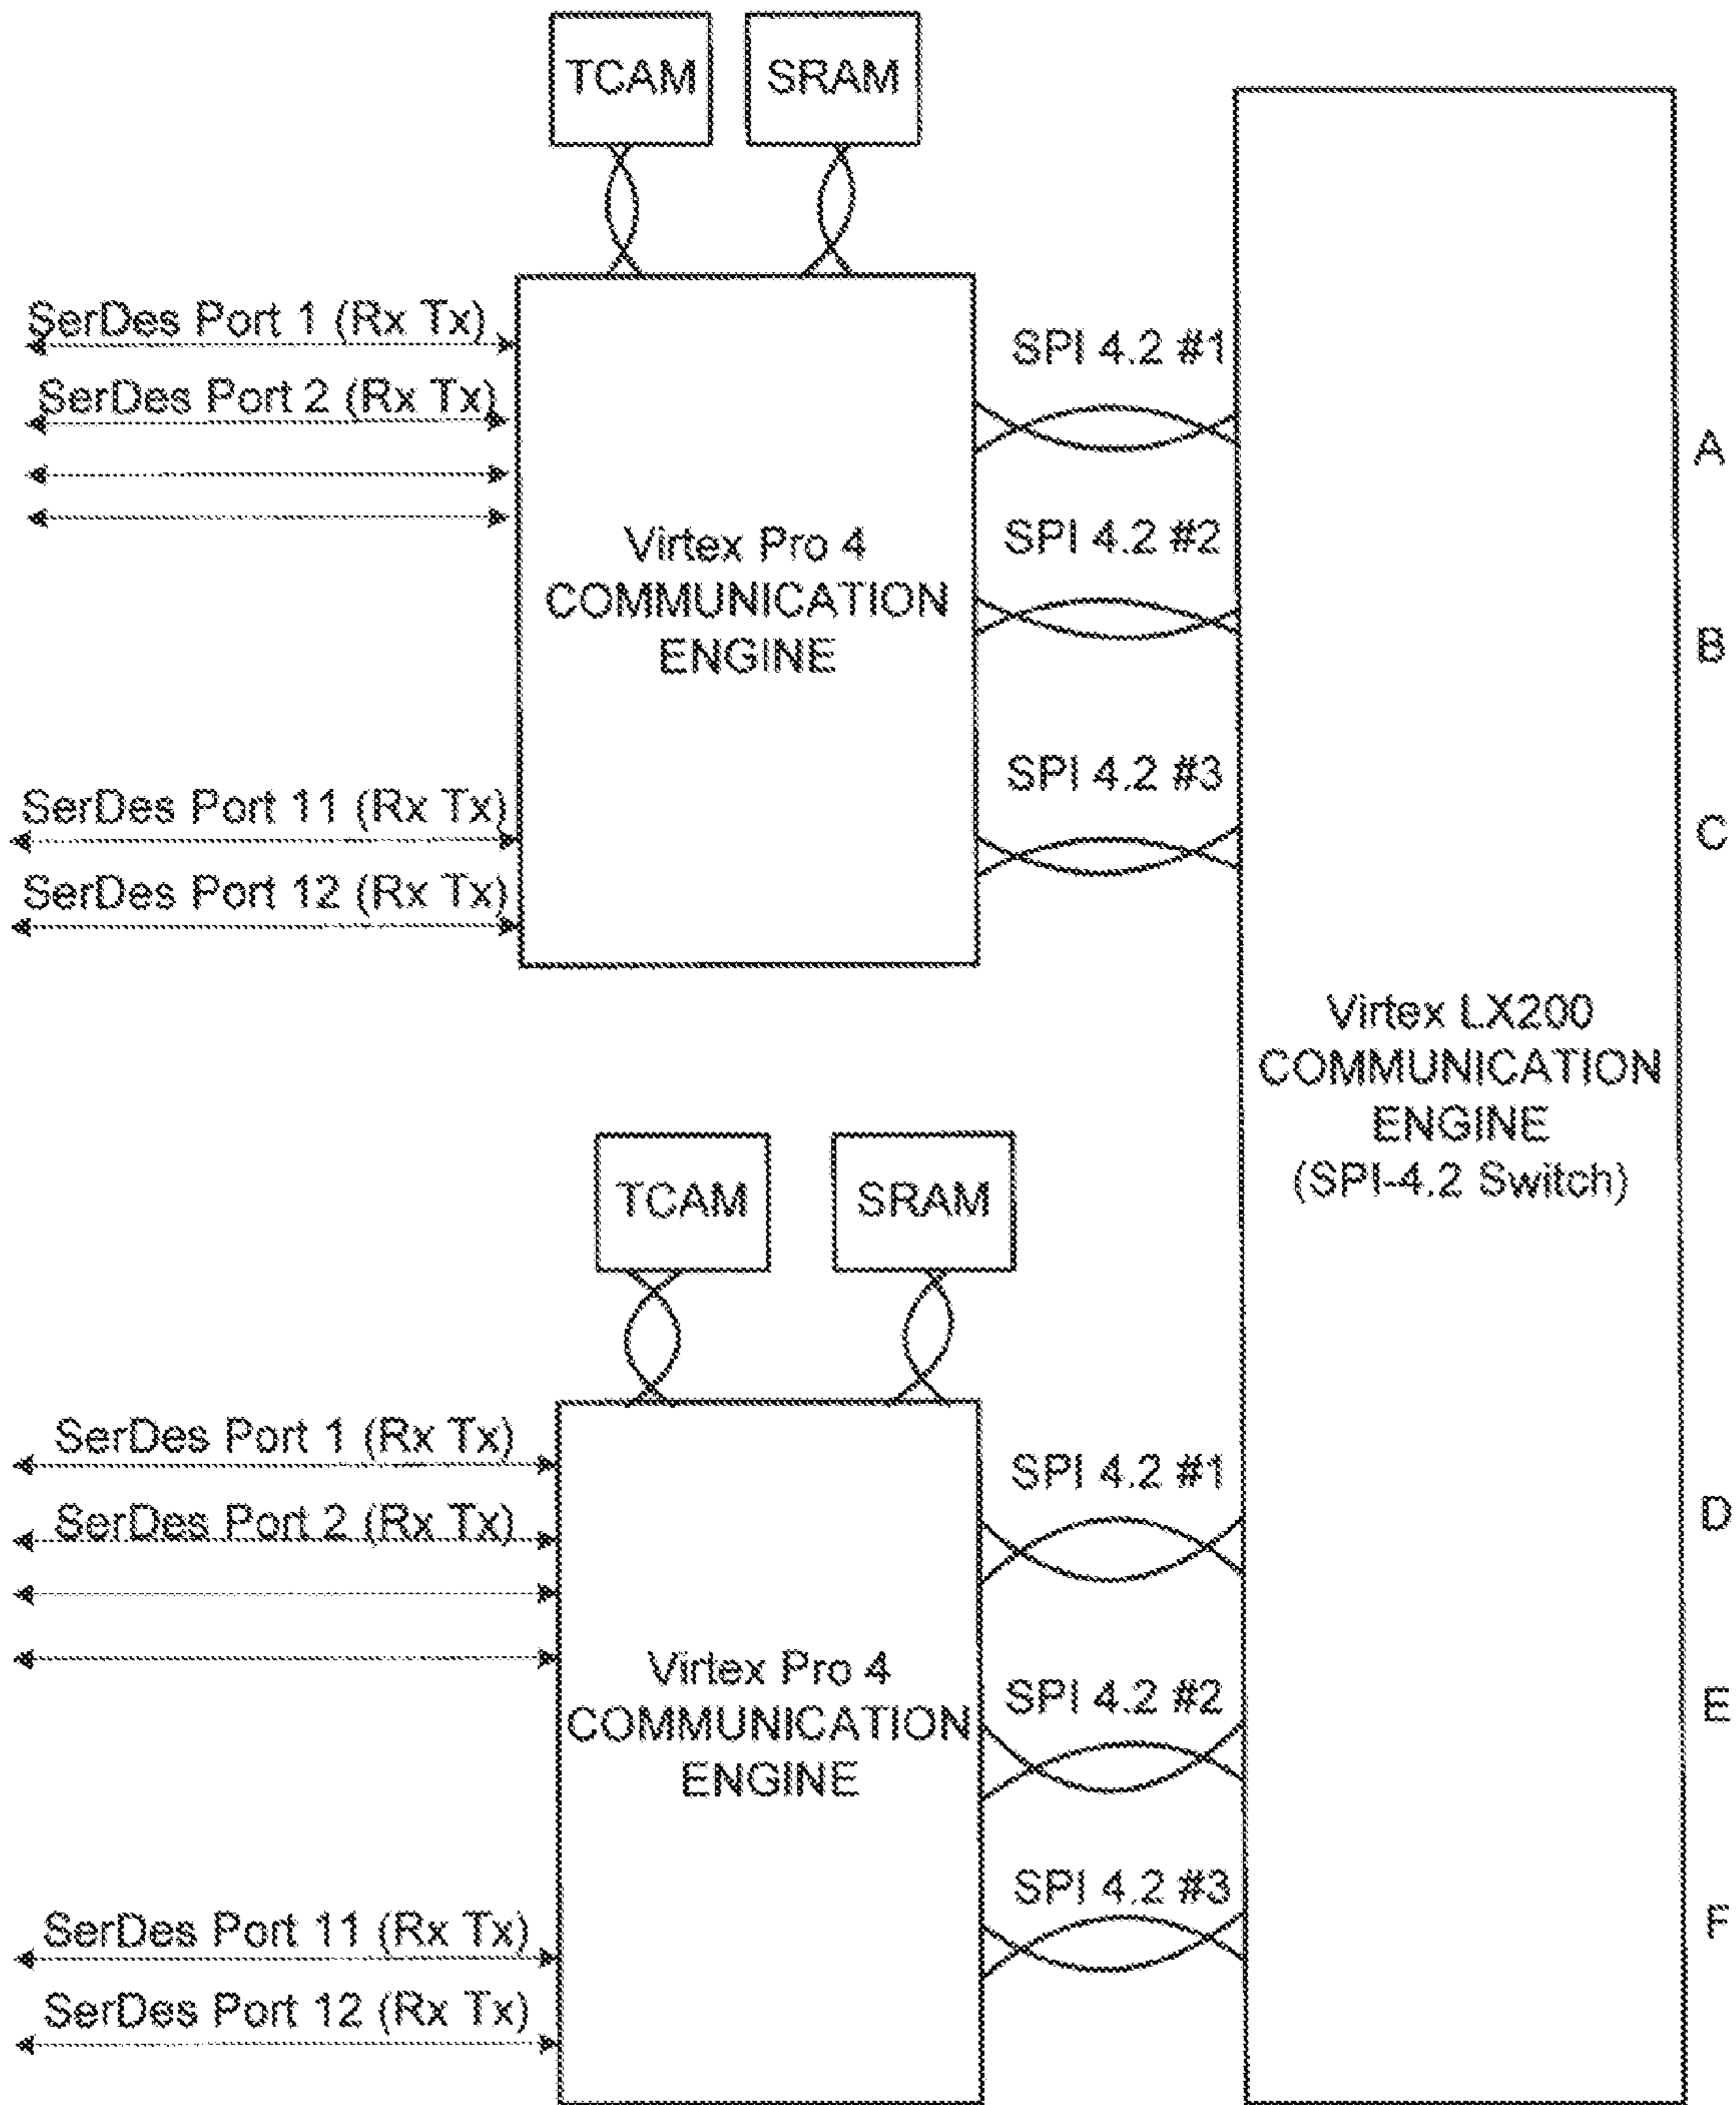 TCAM
SRAM
SerDes Port 1 (Rx Tx)
SerDes Port 2 (Rx Tx)
SerDes Port 11 (Rx Tx)
SerDes Port 12 (Rx Tx)
Virtex Pro 4
COMMUNICATION
ENGINE
SPI 4.2 #1
SPI 4.2 #2
SPI 4.2 #3
A
B
C
Virtex LX200
COMMUNICATION
ENGINE
(SPI-4.2 Switch)
TCAM
SRAM
SerDes Port 1 (Rx Tx)
SerDes Port 2 (Rx Tx)
SerDes Port 11 (Rx Tx)
SerDes Port 12 (Rx Tx)
Virtex Pro 4
COMMUNICATION
ENGINE
SPI 4.2 #1
SPI 4.2 #2
SPI 4.2 #3
D
E
F